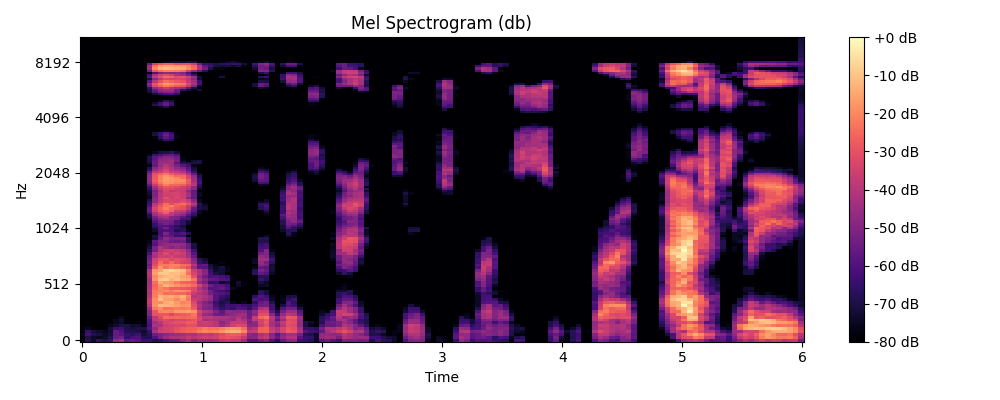 Mel Spectrogram (db)
Hz
8192
4096
2048
1024
512
0
0 1 2 3 4 5 6
Time
+0 dB
-10 dB
-20 dB
-30 dB
-40 dB
-50 dB
-60 dB
-70 dB
-80 dB